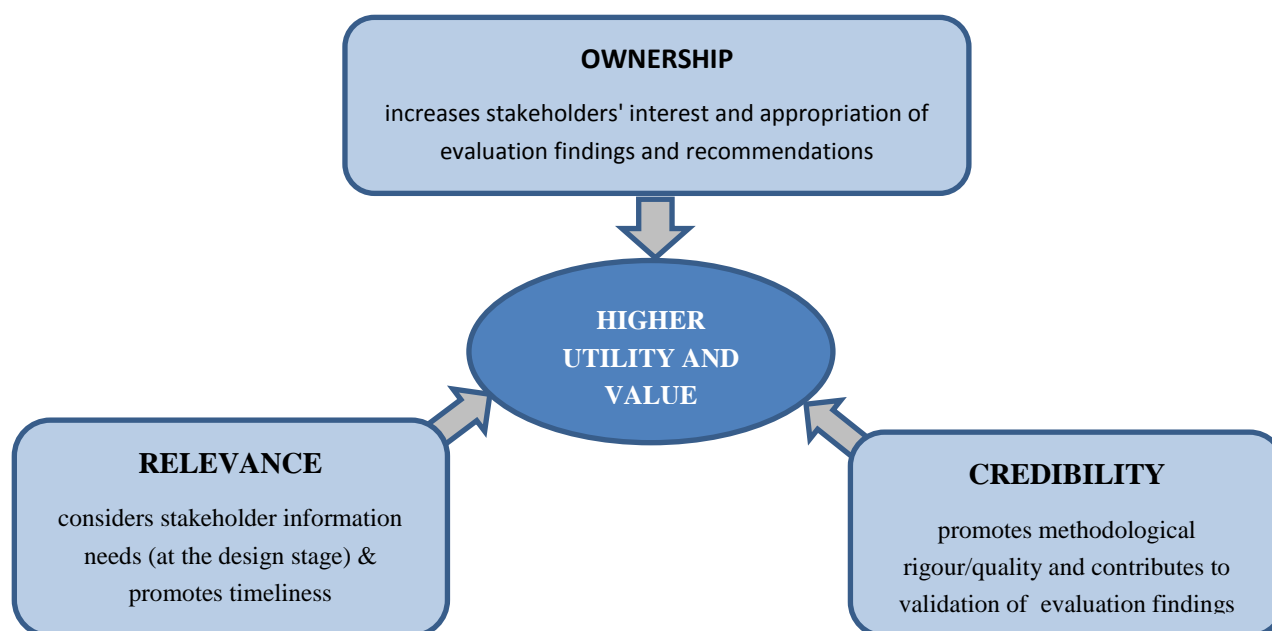 OWNERSHIP
increases stakeholders' interest and appropriation of
evaluation findings and recommendations
HIGHER
UTILITY AND
VALUE
RELEVANCE
considers stakeholder information
needs (at the design stage) &
promotes timeliness
CREDIBILITY
promotes methodological
rigour/quality and contributes to
validation of evaluation findings